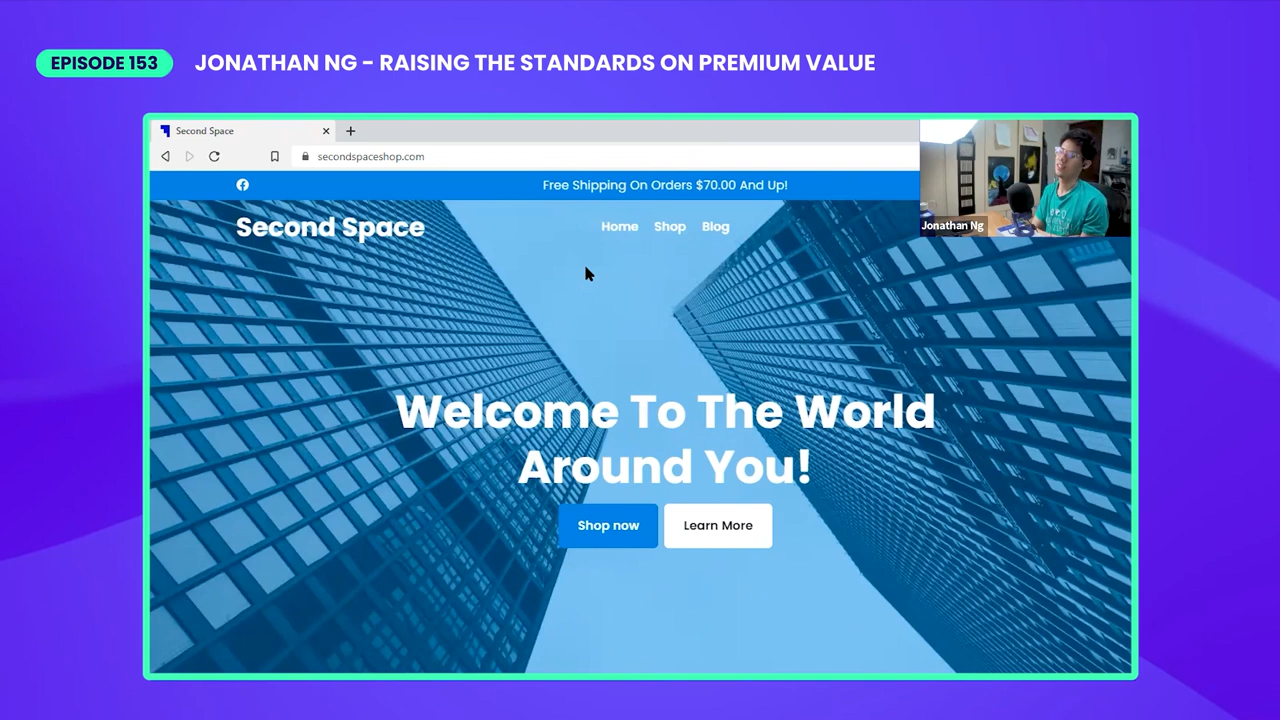 EPISODE 153
JONATHAN NG - RAISING THE STANDARDS ON PREMIUM VALUE
Second Space
secondspaceshop.com
Free Shipping On Orders $70.00 And Up!
Second Space
Home Shop Blog
Jonathan Ng
Welcome To The World
Around You!
Shop now
Learn More